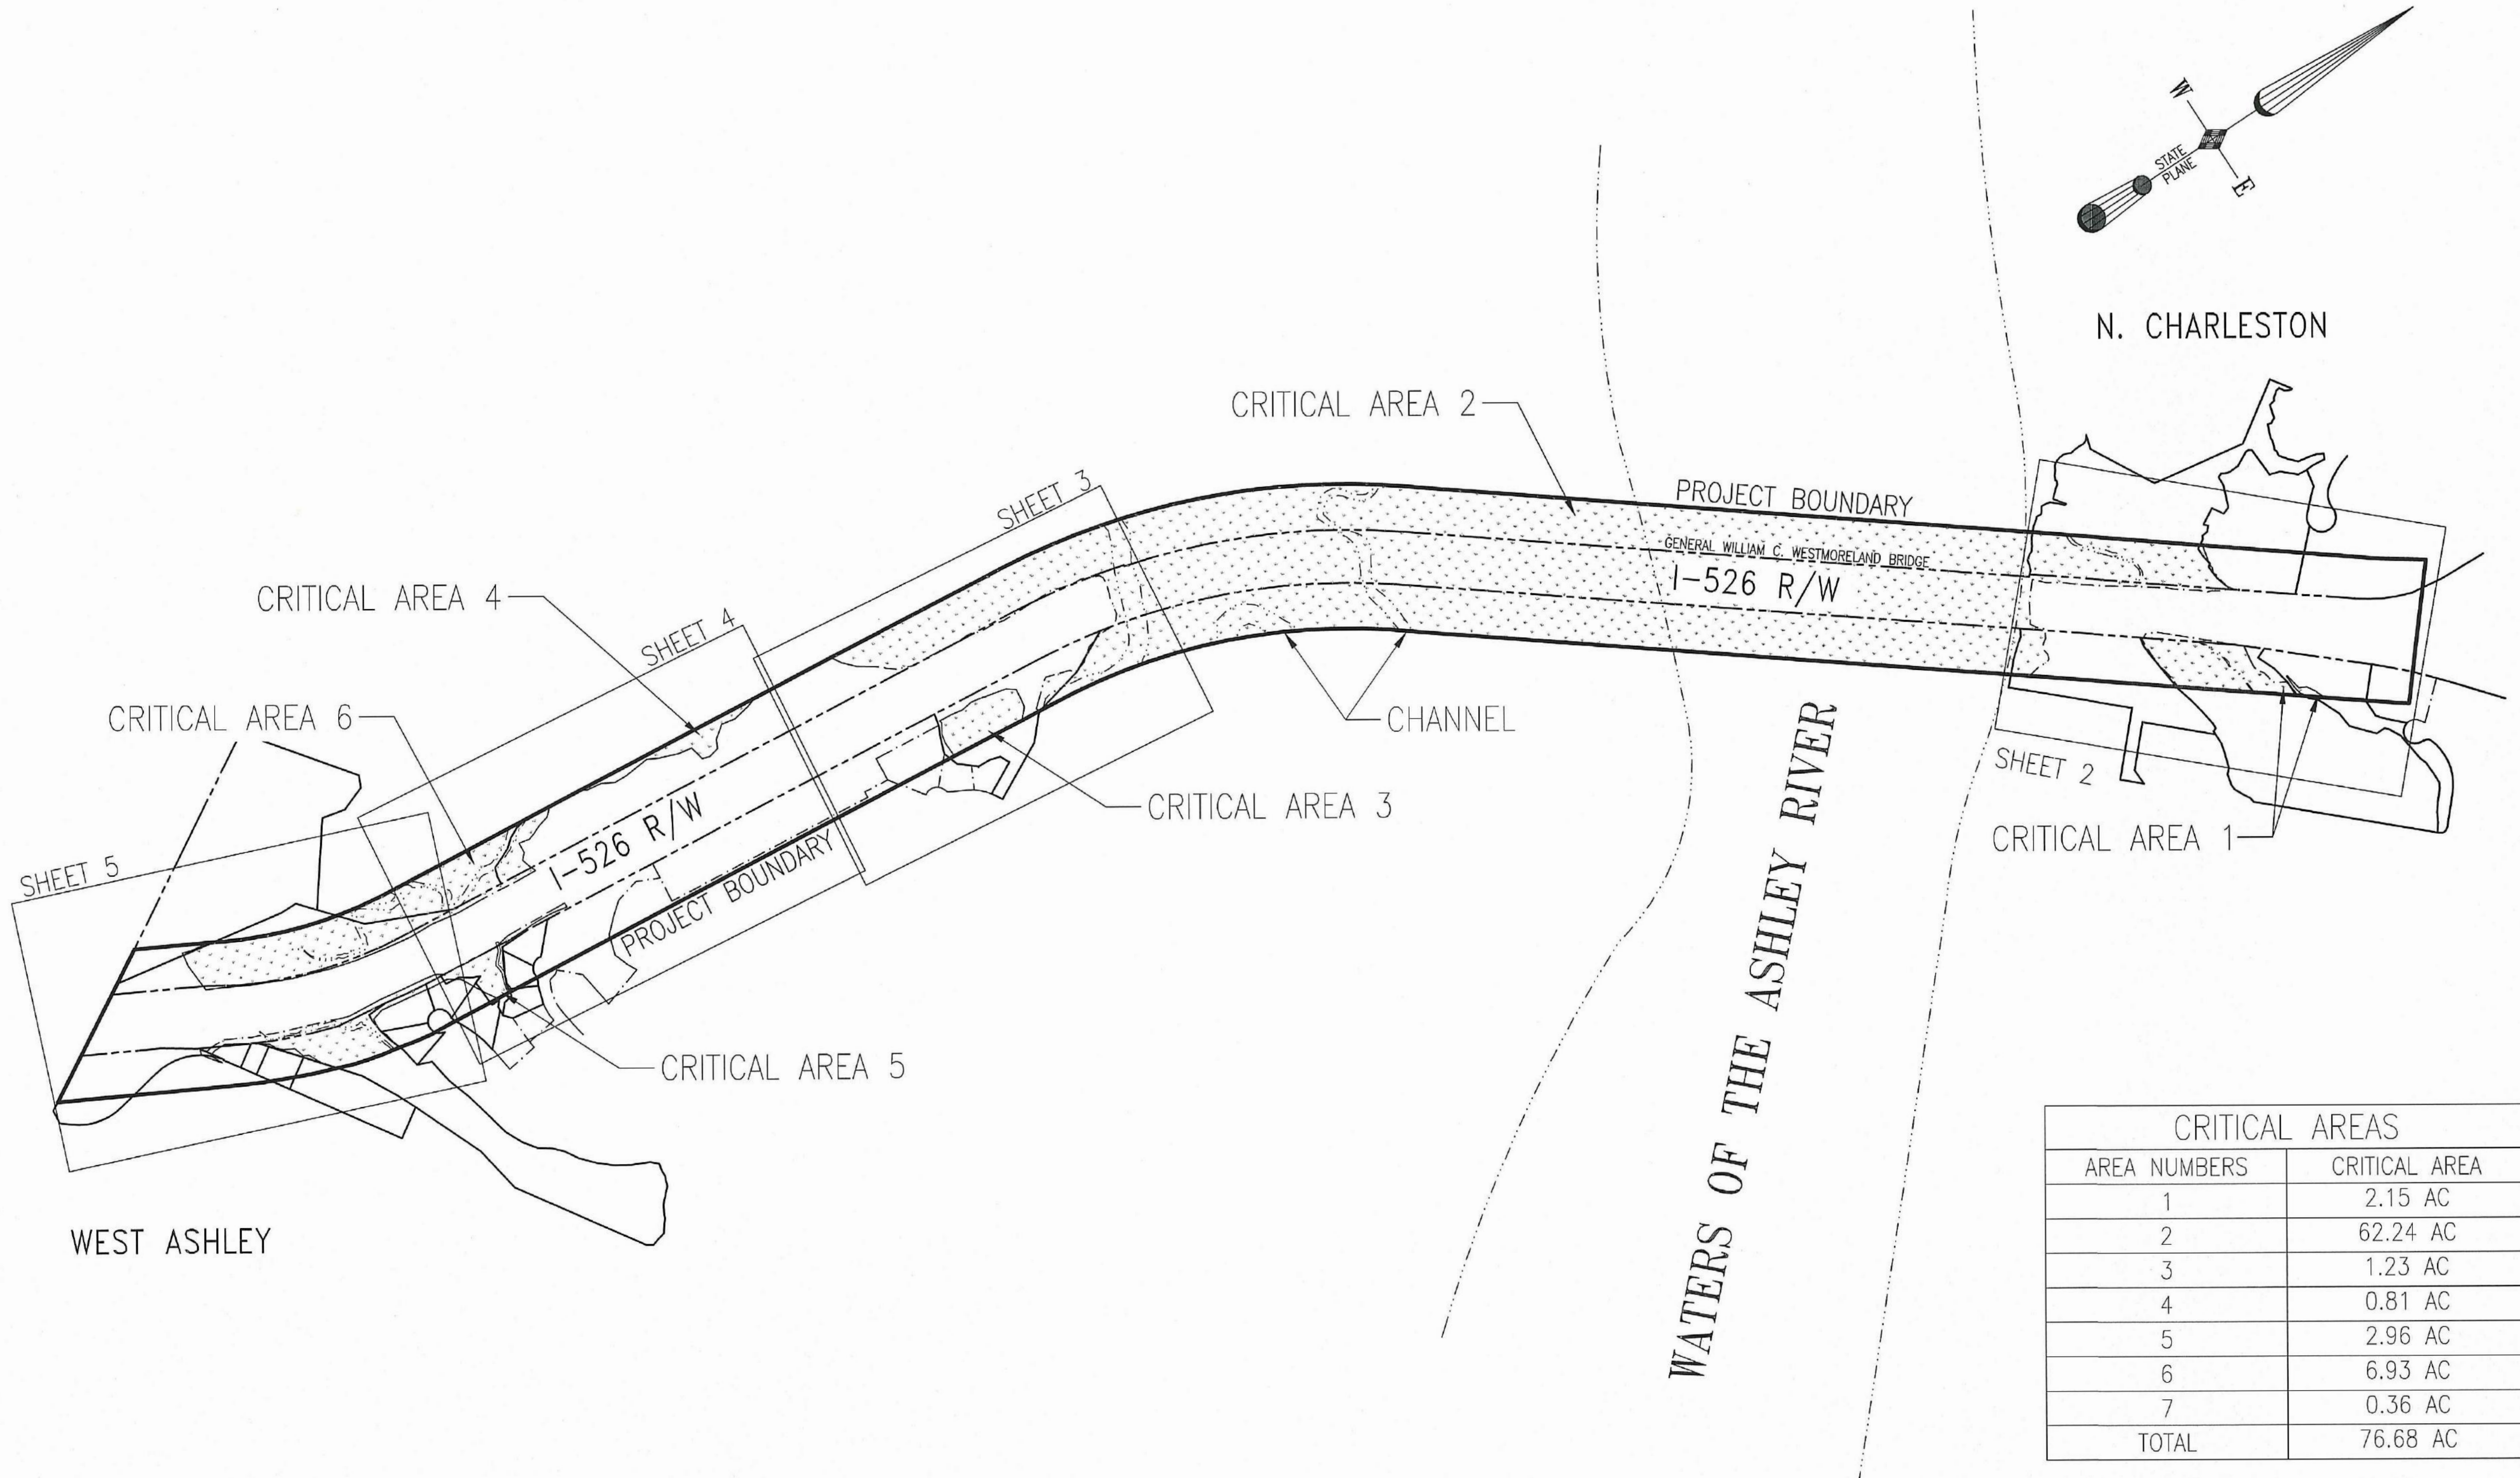 W
STATE
PLANE
E
N. CHARLESTON
CRITICAL AREA 2
PROJECT BOUNDARY
SHEET 3
GENERAL WILLIAM C. WESTMORELAND BRIDGE
I-526 R/W
CRITICAL AREA 4
SHEET 4
CRITICAL AREA 6
CHANNEL
SHEET 2
CRITICAL AREA 3
CRITICAL AREA 1
I-526 R/W
SHEET 5
PROJECT BOUNDARY
CRITICAL AREA 5
WATERS OF THE ASHLEY RIVER
WEST ASHLEY
CRITICAL AREAS
AREA NUMBERS CRITICAL AREA
1 2.15 AC
2 62.24 AC
3 1.23 AC
4 0.81 AC
5 2.96 AC
6 6.93 AC
7 0.36 AC
TOTAL 76.68 AC